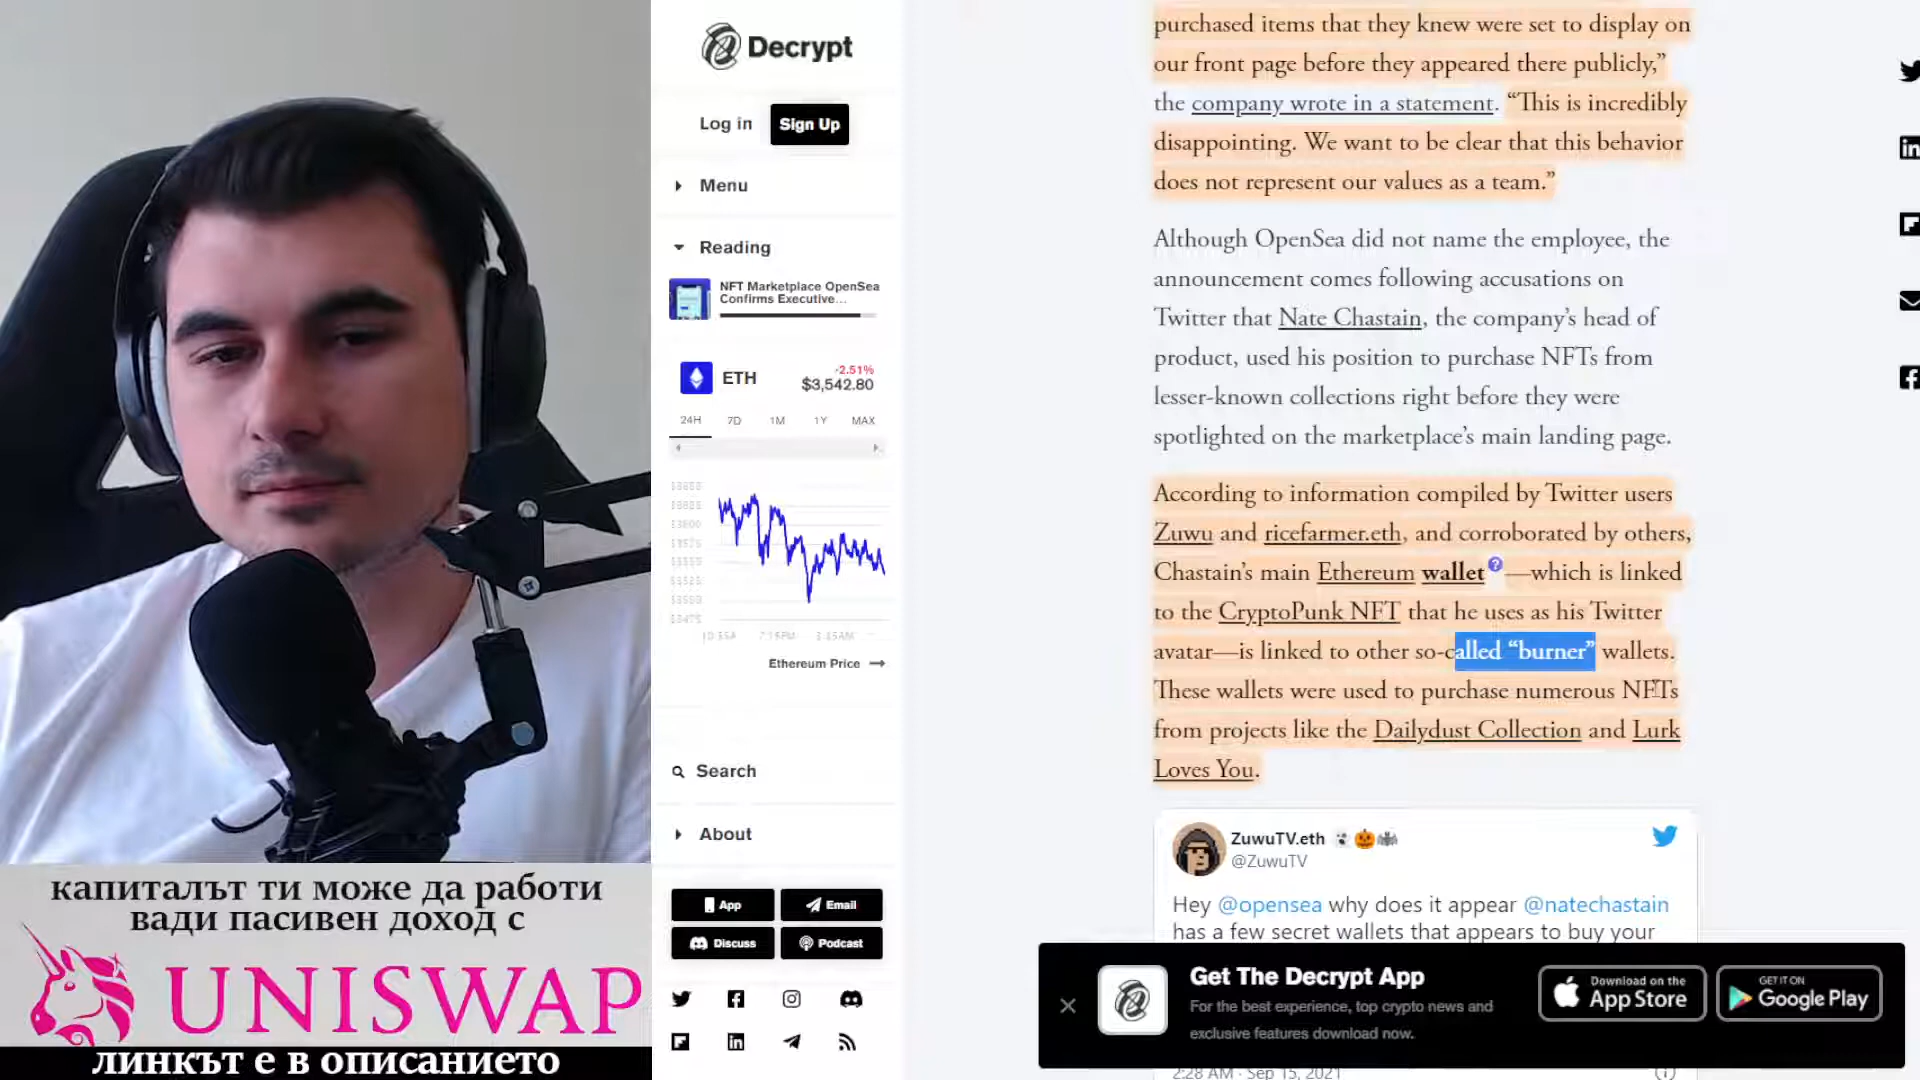 капиталът ти може да работи
вади пасивен доход с
UNISWAP
линкът е в описанието
Decrypt
Log in
Sign Up
Menu
Reading
NFT Marketplace OpenSea
Confirms Executive...
ETH
-2.51%
$3,542.80
24H 7D 1M 1Y MAX
Ethereum Price →
Search
About
App
Email
Discuss
Podcast
purchased items that they knew were set to display on
our front page before they appeared there publicly,”
the company wrote in a statement. “This is incredibly
disappointing. We want to be clear that this behavior
does not represent our values as a team.”
Although OpenSea did not name the employee, the
announcement comes following accusations on
Twitter that Nate Chastain, the company’s head of
product, used his position to purchase NFTs from
lesser-known collections right before they were
spotlighted on the marketplace’s main landing page.
According to information compiled by Twitter users
Zuwu and ricefarmer.eth, and corroborated by others,
Chastain’s main Ethereum wallet?—which is linked
to the CryptoPunk NFT that he uses as his Twitter
avatar—is linked to other so-called “burner” wallets.
These wallets were used to purchase numerous NFTs
from projects like the Dailydust Collection and Lurk
Loves You.
ZuwuTV.eth
@ZuwuTV
Hey @opensea why does it appear @natechastain
has a few secret wallets that appears to buy your
2:28 AM · Sep 15, 2021
Get The Decrypt App
For the best experience, top crypto news and
exclusive features download now.
Download on the
App Store
GET IT ON
Google Play